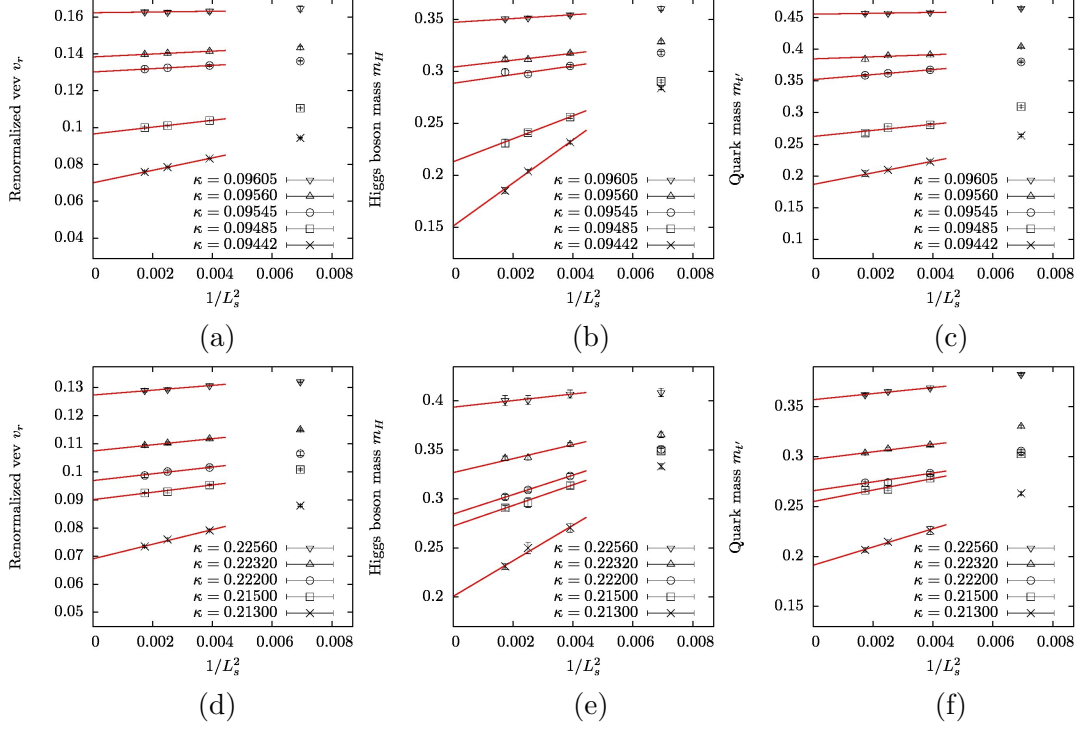 0.16
0.14
0.12
0.1
0.08
0.06
0.04
Renormalized vev v_r
κ = 0.09605
κ = 0.09560
κ = 0.09545
κ = 0.09485
κ = 0.09442
0 0.002 0.004 0.006 0.008
1/L_s^2
(a)
0.35
0.3
0.25
0.2
0.15
Higgs boson mass m_H
κ = 0.09605
κ = 0.09560
κ = 0.09545
κ = 0.09485
κ = 0.09442
0 0.002 0.004 0.006 0.008
1/L_s^2
(b)
0.45
0.4
0.35
0.3
0.25
0.2
0.15
0.1
Quark mass m_{t'}
κ = 0.09605
κ = 0.09560
κ = 0.09545
κ = 0.09485
κ = 0.09442
0 0.002 0.004 0.006 0.008
1/L_s^2
(c)
0.13
0.12
0.11
0.1
0.090
0.08
0.07
0.06
0.05
Renormalized vev v_r
κ = 0.22560
κ = 0.22320
κ = 0.22200
κ = 0.21500
κ = 0.21300
0 0.002 0.004 0.006 0.008
1/L_s^2
(d)
0.4
0.35
0.3
0.25
0.2
Higgs boson mass m_H
κ = 0.22560
κ = 0.22320
κ = 0.22200
κ = 0.21500
κ = 0.21300
0 0.002 0.004 0.006 0.008
1/L_s^2
(e)
0.35
0.3
0.25
0.2
0.15
Quark mass m_{t'}
κ = 0.22560
κ = 0.22320
κ = 0.22200
κ = 0.21500
κ = 0.21300
0 0.002 0.004 0.006 0.008
1/L_s^2
(f)